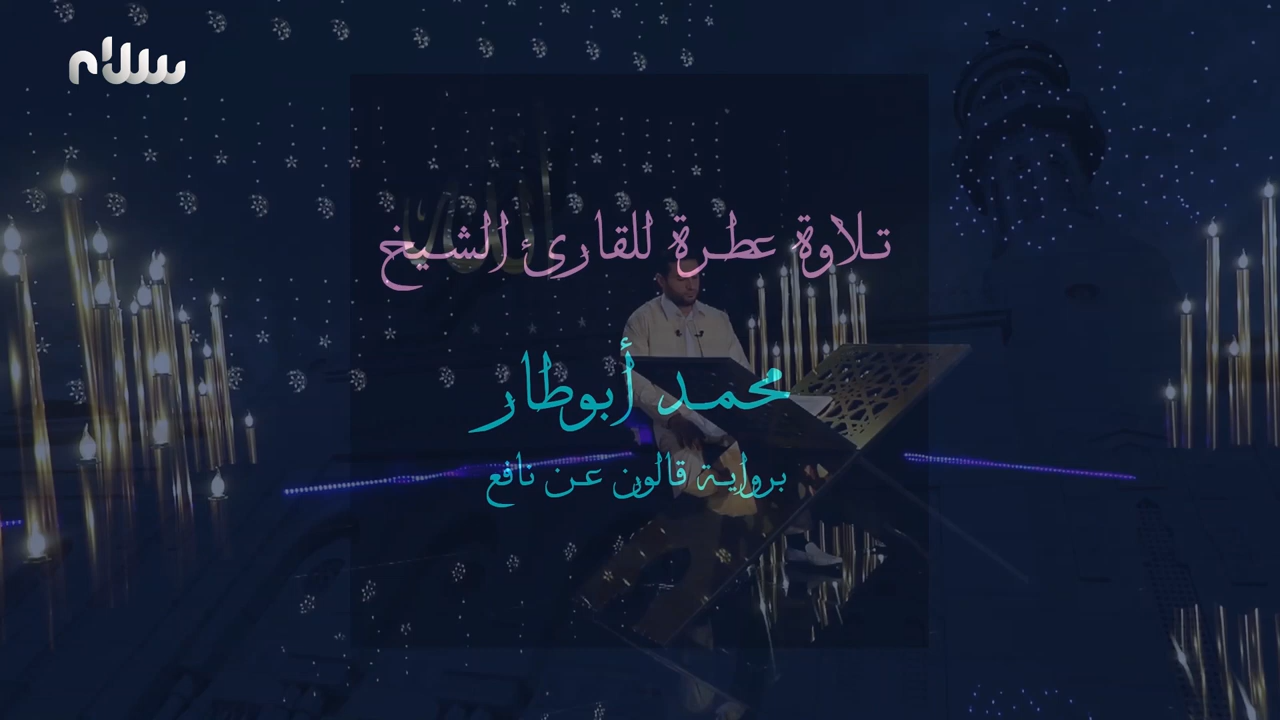 سلام
تلاوة عطرة للقارئ الشيخ
محمد أبوطار
برواية قالون عن نافع